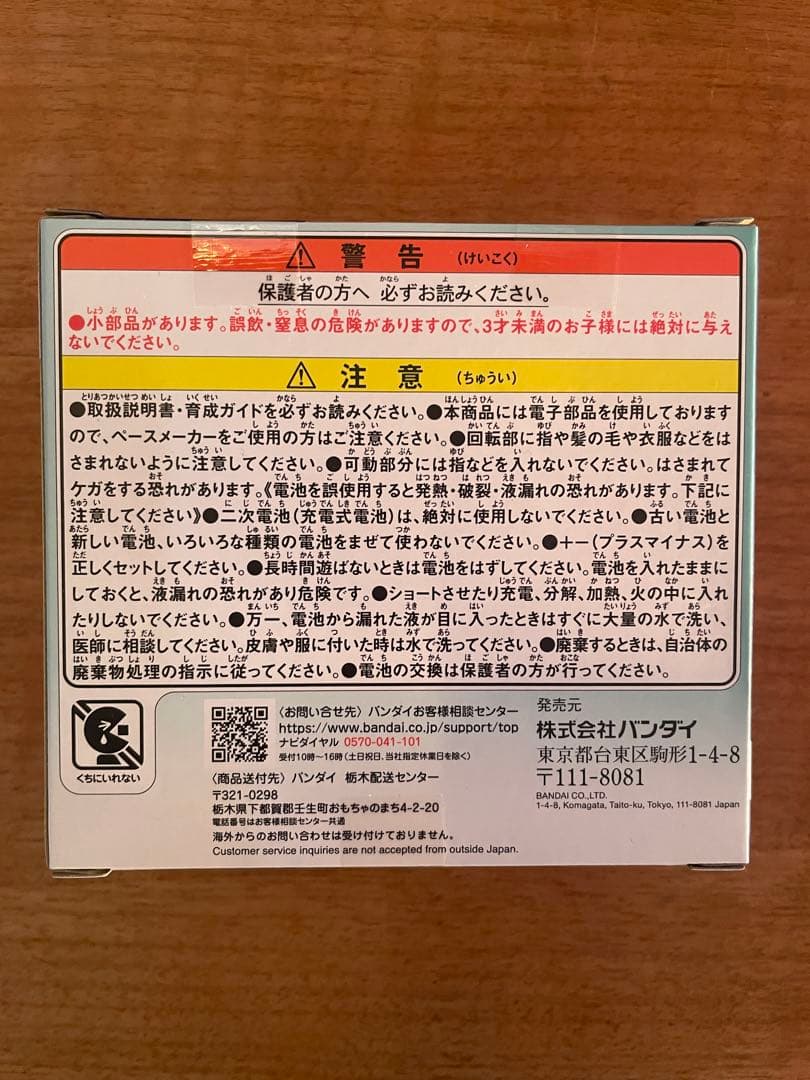 警告 (けいこく)
保護者の方へ 必ずお読みください。
●小部品があります。誤飲・窒息の危険がありますので、3才未満のお子様には絶対に与え
ないでください。
注意 (ちゅうい)
●取扱説明書・育成ガイドを必ずお読みください。●本商品には電子部品を使用しております
ので、ペースメーカーをご使用の方はご注意ください。●回転部に指や髪の毛や衣服などをは
さまれないように注意してください。●可動部分には指などを入れないでください。はさまれて
ケガをする恐れがあります。《電池を誤使用すると発熱・破裂・液漏れの恐れがあります。下記に
注意してください》●二次電池(充電式電池)は、絶対に使用しないでください。●古い電池と
新しい電池、いろいろな種類の電池をまぜて使わないでください。●+−(プラスマイナス)を
正しくセットしてください。●長時間遊ばないときは電池をはずしてください。電池を入れたままに
しておくと、液漏れの恐れがあり危険です。●ショートさせたり充電、分解、加熱、火の中に入れ
たりしないでください。●万一、電池から漏れた液が目に入ったときはすぐに大量の水で洗い、
医師に相談してください。皮膚や服に付いた時は水で洗ってください。●廃棄するときは、自治体の
廃棄物処理の指示に従ってください。●電池の交換は保護者の方が行ってください。
くちにいれない
〈お問い合せ先〉バンダイお客様相談センター
https://www.bandai.co.jp/support/top
ナビダイヤル 0570-041-101
受付10時〜16時(土日祝日、当社指定休業日を除く)
〈商品送付先〉バンダイ 栃木配送センター
〒321-0298
栃木県下都賀郡壬生町おもちゃのまち4-2-20
電話番号はお客様相談センター共通
海外からのお問い合わせは受け付けておりません。
Customer service inquiries are not accepted from outside Japan.
発売元
株式会社バンダイ
東京都台東区駒形1-4-8
〒111-8081
BANDAI CO.,LTD.
1-4-8, Komagata, Taito-ku, Tokyo, 111-8081 Japan